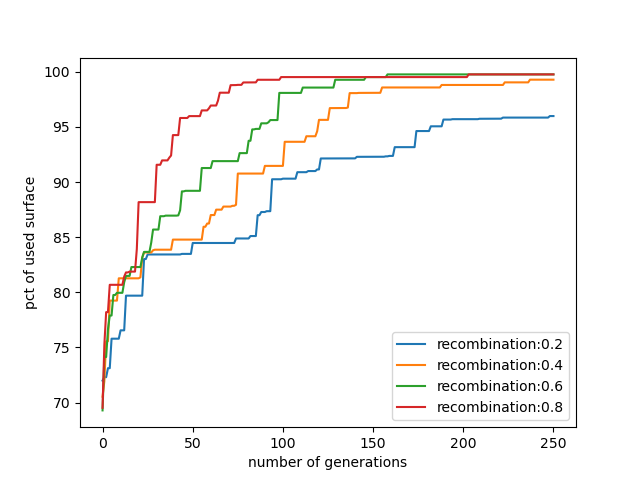 pct of used surface
100
95
90
85
80
75
70
0
50
100
150
200
250
number of generations
recombination:0.2
recombination:0.4
recombination:0.6
recombination:0.8